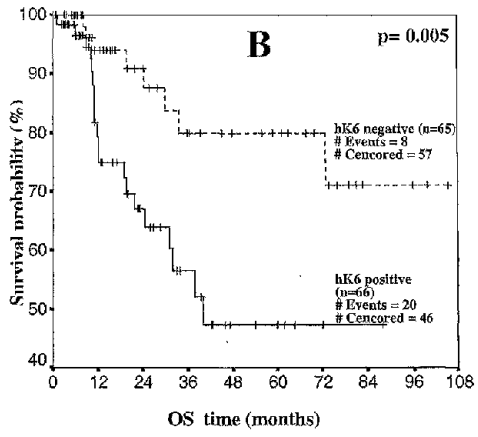 B
p= 0.005
Survival probability (%)
100
90
80
70
60
50
40
hK6 negative (n=65)
# Events = 8
# Cencored = 57
hK6 positive
(n=66)
# Events = 20
# Cencored = 46
0 12 24 36 48 60 72 84 96 108
OS time (months)